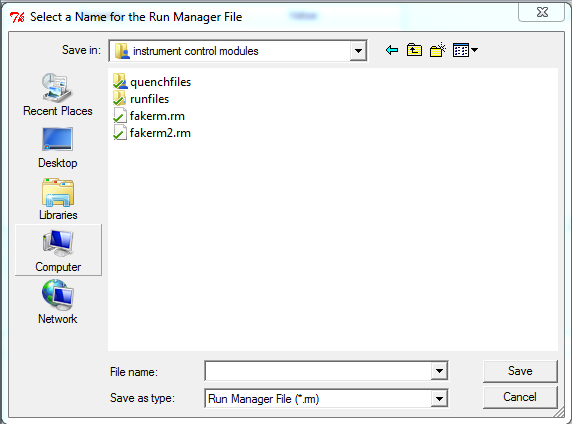 Select a Name for the Run Manager File
Save in: instrument control modules
Recent Places
Desktop
Libraries
Computer
Network
quenchfiles
runfiles
fakerm.rm
fakerm2.rm
File name:
Save
Save as type: Run Manager File (*.rm)
Cancel